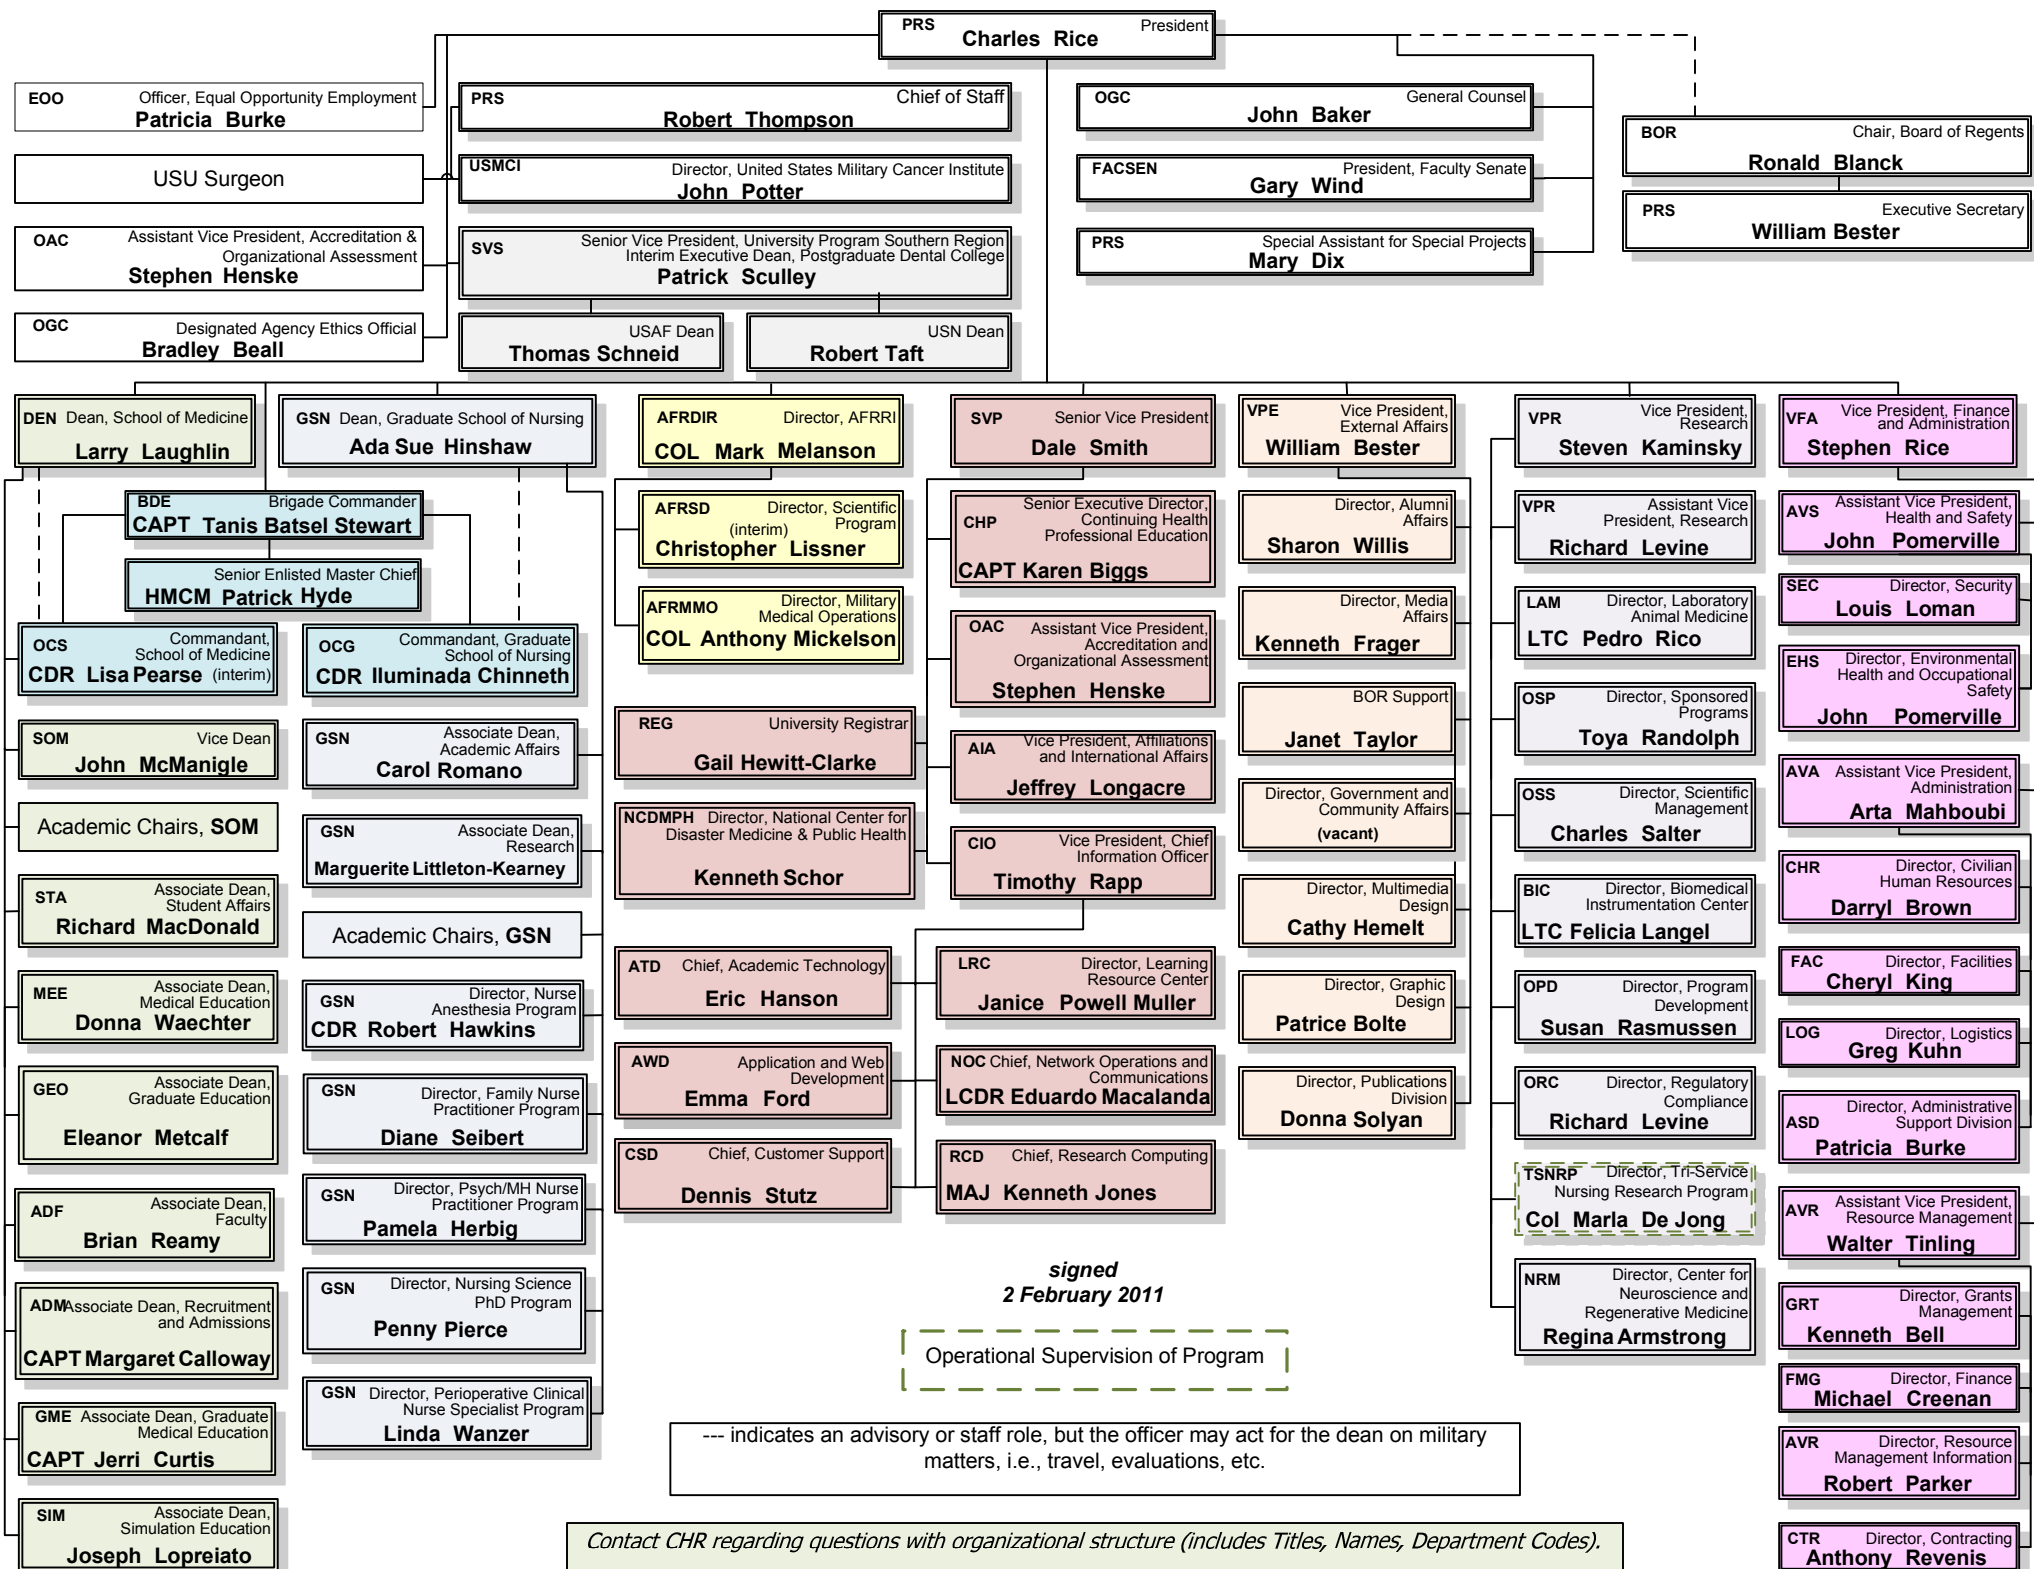 PRS President
Charles Rice
EOO Officer, Equal Opportunity Employment
Patricia Burke
USU Surgeon
OAC Assistant Vice President, Accreditation &
Organizational Assessment
Stephen Henske
OGC Designated Agency Ethics Official
Bradley Beall
PRS Chief of Staff
Robert Thompson
USMCI Director, United States Military Cancer Institute
John Potter
SVS Senior Vice President, University Program Southern Region
Interim Executive Dean, Postgraduate Dental College
Patrick Sculley
USAF Dean
Thomas Schneid
USN Dean
Robert Taft
OGC General Counsel
John Baker
FACSEN President, Faculty Senate
Gary Wind
PRS Special Assistant for Special Projects
Mary Dix
BOR Chair, Board of Regents
Ronald Blanck
PRS Executive Secretary
William Bester
DEN Dean, School of Medicine
Larry Laughlin
GSN Dean, Graduate School of Nursing
Ada Sue Hinshaw
BDE Brigade Commander
CAPT Tanis Batsel Stewart
Senior Enlisted Master Chief
HMCM Patrick Hyde
OCS Commandant,
School of Medicine
CDR Lisa Pearse (interim)
OCG Commandant, Graduate
School of Nursing
CDR Iluminada Chinneth
SOM Vice Dean
John McManigle
Academic Chairs, SOM
STA Associate Dean,
Student Affairs
Richard MacDonald
MEE Associate Dean,
Medical Education
Donna Waechter
GEO Associate Dean,
Graduate Education
Eleanor Metcalf
ADF Associate Dean,
Faculty
Brian Reamy
ADM Associate Dean, Recruitment
and Admissions
CAPT Margaret Calloway
GME Associate Dean, Graduate
Medical Education
CAPT Jerri Curtis
SIM Associate Dean,
Simulation Education
Joseph Lopreiato
GSN Associate Dean,
Academic Affairs
Carol Romano
GSN Associate Dean,
Research
Marguerite Littleton-Kearney
Academic Chairs, GSN
GSN Director, Nurse
Anesthesia Program
CDR Robert Hawkins
GSN Director, Family Nurse
Practitioner Program
Diane Seibert
GSN Director, Psych/MH Nurse
Practitioner Program
Pamela Herbig
GSN Director, Nursing Science
PhD Program
Penny Pierce
GSN Director, Perioperative Clinical
Nurse Specialist Program
Linda Wanzer
AFRDIR Director, AFRRI
COL Mark Melanson
AFRSD Director, Scientific
(interim) Program
Christopher Lissner
AFRMMO Director, Military
Medical Operations
COL Anthony Mickelson
SVP Senior Vice President
Dale Smith
CHP Senior Executive Director,
Continuing Health
Professional Education
CAPT Karen Biggs
OAC Assistant Vice President,
Accreditation and
Organizational Assessment
Stephen Henske
REG University Registrar
Gail Hewitt-Clarke
AIA Vice President, Affiliations
and International Affairs
Jeffrey Longacre
NCDMPH Director, National Center for
Disaster Medicine & Public Health
Kenneth Schor
CIO Vice President, Chief
Information Officer
Timothy Rapp
ATD Chief, Academic Technology
Eric Hanson
LRC Director, Learning
Resource Center
Janice Powell Muller
AWD Application and Web
Development
Emma Ford
NOC Chief, Network Operations and
Communications
LCDR Eduardo Macalanda
CSD Chief, Customer Support
Dennis Stutz
RCD Chief, Research Computing
MAJ Kenneth Jones
VPE Vice President,
External Affairs
William Bester
Director, Alumni
Affairs
Sharon Willis
Director, Media
Affairs
Kenneth Frager
BOR Support
Janet Taylor
Director, Government and
Community Affairs
(vacant)
Director, Multimedia
Design
Cathy Hemelt
Director, Graphic
Design
Patrice Bolte
Director, Publications
Division
Donna Solyan
VPR Vice President,
Research
Steven Kaminsky
VPR Assistant Vice
President, Research
Richard Levine
LAM Director, Laboratory
Animal Medicine
LTC Pedro Rico
OSP Director, Sponsored
Programs
Toya Randolph
OSS Director, Scientific
Management
Charles Salter
BIC Director, Biomedical
Instrumentation Center
LTC Felicia Langel
OPD Director, Program
Development
Susan Rasmussen
ORC Director, Regulatory
Compliance
Richard Levine
TSNRP Director, Tri-Service
Nursing Research Program
Col Marla De Jong
NRM Director, Center for
Neuroscience and
Regenerative Medicine
Regina Armstrong
VFA Vice President, Finance
and Administration
Stephen Rice
AVS Assistant Vice President,
Health and Safety
John Pomerville
SEC Director, Security
Louis Loman
EHS Director, Environmental
Health and Occupational
Safety
John Pomerville
AVA Assistant Vice President,
Administration
Arta Mahboubi
CHR Director, Civilian
Human Resources
Darryl Brown
FAC Director, Facilities
Cheryl King
LOG Director, Logistics
Greg Kuhn
ASD Director, Administrative
Support Division
Patricia Burke
AVR Assistant Vice President,
Resource Management
Walter Tinling
GRT Director, Grants
Management
Kenneth Bell
FMG Director, Finance
Michael Creenan
AVR Director, Resource
Management Information
Robert Parker
CTR Director, Contracting
Anthony Revenis
signed
2 February 2011
Operational Supervision of Program
--- indicates an advisory or staff role, but the officer may act for the dean on military
matters, i.e., travel, evaluations, etc.
Contact CHR regarding questions with organizational structure (includes Titles, Names, Department Codes).